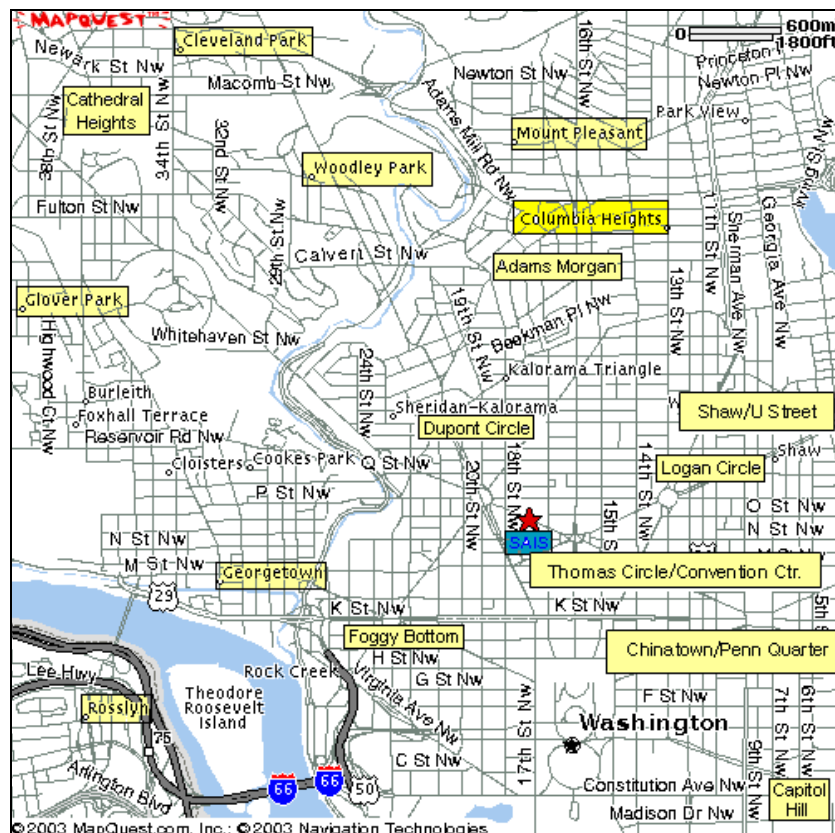 MAPQUEST
600m
0
1800ft
Cleveland Park
16th St Nw
Newark St Nw
Macomb St Nw
Newton St Nw
Princeton Pl
Newton Pl Nw
Cathedral
Heights
38th St Nw
34th St Nw
32nd St Nw
Adams Mill Rd Nw
Park View
Mount Pleasant
Woodley Park
Fulton St Nw
Columbia Heights
11th St Nw
Sherman Ave Nw
Georgia Ave Nw
Calvert St Nw
29th St Nw
Adams Morgan
Glover Park
19th St Nw
Beekman Pl Nw
13th St Nw
Whitehaven St Nw
Highwood Ct Nw
24th St Nw
Kalorama Triangle
Burleith
Foxhall Terrace
Sheridan-Kalorama
Shaw/U Street
Reservoir Rd Nw
Dupont Circle
Cloisters
Cookes Park
Q St Nw
20th St Nw
18th St Nw
14th St Nw
Shaw
Logan Circle
P St Nw
15th S
O St Nw
N St Nw
N St Nw
SAIS
M St Nw
Georgetown
Thomas Circle/Convention Ctr.
29
K St Nw
K St Nw
5th S
Foggy Bottom
Chinatown/Penn Quarter
H St Nw
Lee Hwy
Rock Creek
G St Nw
Virginia Ave Nw
Theodore
Roosevelt
Island
F St Nw
7th St Nw
6th St Nw
Rosslyn
Washington
75
17th St Nw
9th St Nw
C St Nw
66
66
50
Constitution Ave Nw
Capitol
Hill
Arlington Blvd
Madison Dr Nw
©2003 MapQuest.com, Inc.; ©2003 Navigation Technologies